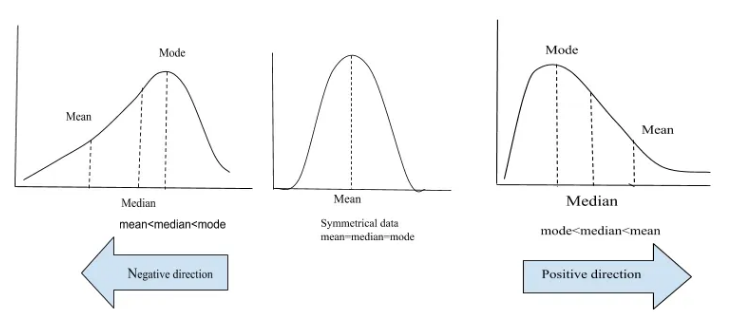 Mode
Mean
Median
mean<median<mode
Negative direction
Mean
Symmetrical data
mean=median=mode
Mode
Mean
Median
mode<median<mean
Positive direction